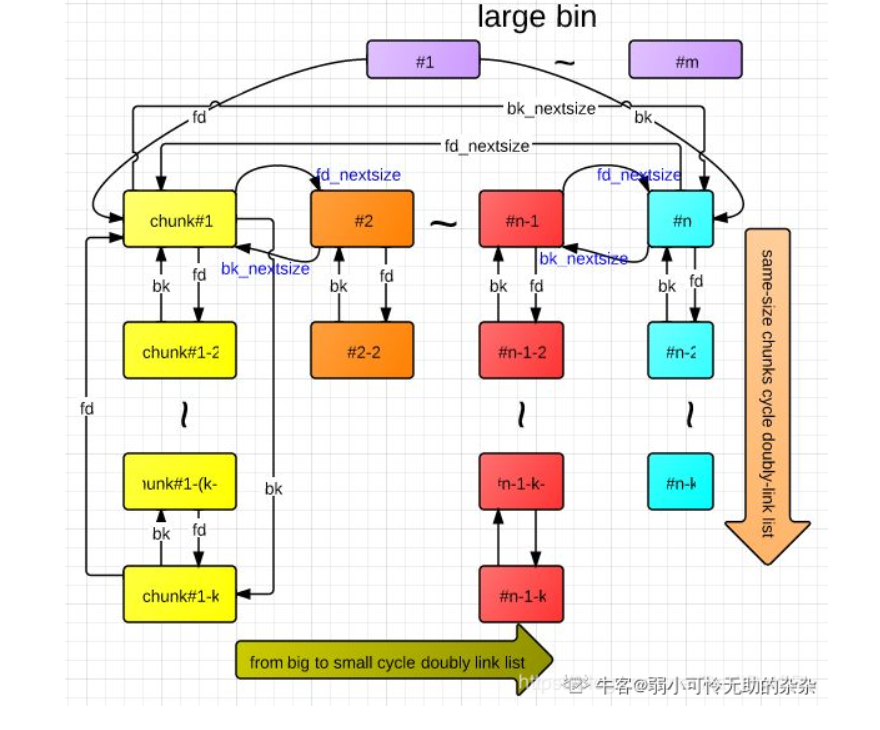 large bin
#1
~
#m
bk_nextsize
fd
bk
fd_nextsize
fd_nextsize
fd_nextsize
chunk#1
#2
~
#n-1
#n
bk_nextsize
bk_nextsize
bk
fd
bk
fd
bk
fd
bk
fd
chunk#1-2
#2-2
#n-1-2
#n-2
same-size chunks cycle doubly-link list
fd
~
~
~
unk#1-(k-
n-1-k-
#n-k
bk
bk
fd
chunk#1-k
#n-1-k
from big to small cycle doubly link list
牛客@弱小可怜无助的杂杂